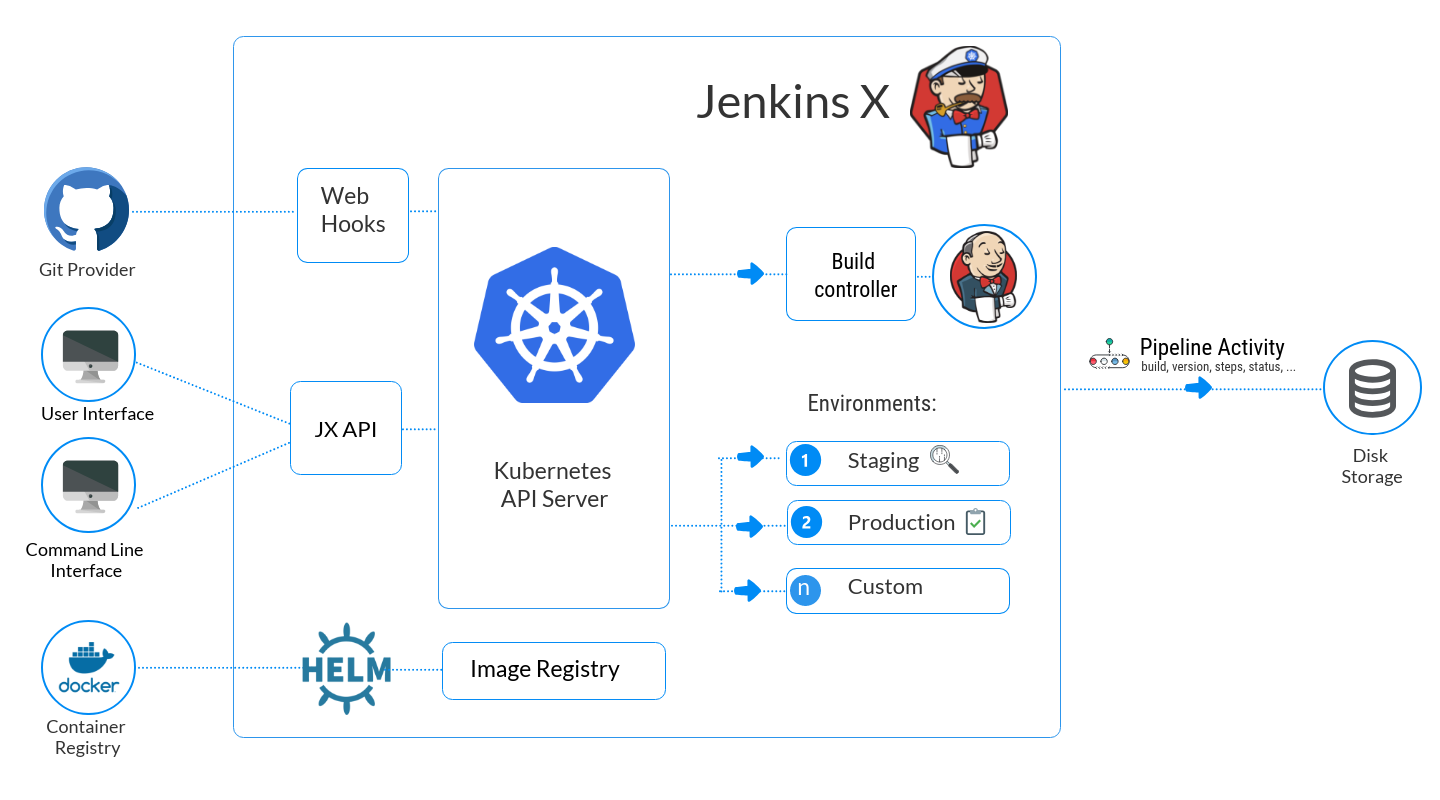 Jenkins X
Web
Hooks
Git Provider
Build
controller
Pipeline Activity
build, version, steps, status, ...
User Interface
JX API
Environments:
Kubernetes
API Server
1
Staging
2
Production
n
Custom
Disk
Storage
Command Line
Interface
docker
Container
Registry
HELM
Image Registry